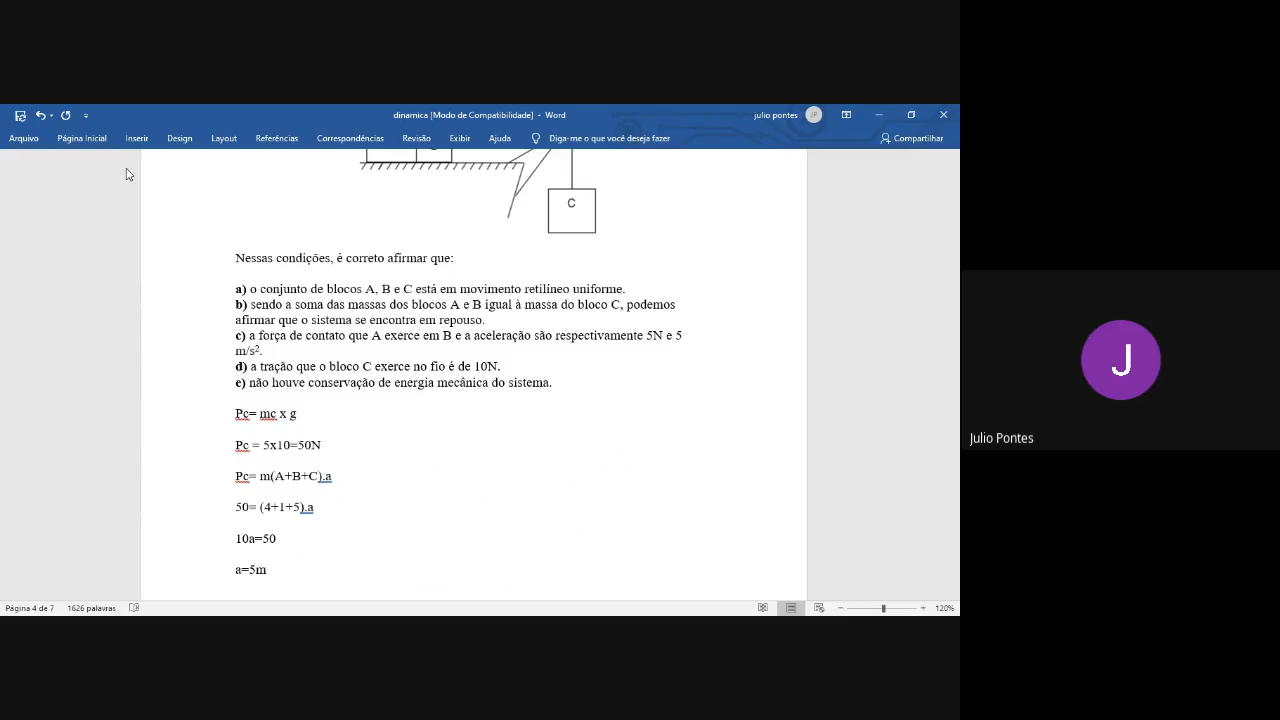 dinamica [Modo de Compatibilidade] - Word
julio pontes
JP
Arquivo Página Inicial Inserir Design Layout Referências Correspondências Revisão Exibir Ajuda Diga-me o que você deseja fazer Compartilhar
C
Nessas condições, é correto afirmar que:
a) o conjunto de blocos A, B e C está em movimento retilíneo uniforme.
b) sendo a soma das massas dos blocos A e B igual à massa do bloco C, podemos
afirmar que o sistema se encontra em repouso.
c) a força de contato que A exerce em B e a aceleração são respectivamente 5N e 5
m/s².
d) a tração que o bloco C exerce no fio é de 10N.
e) não houve conservação de energia mecânica do sistema.
Pc= mc x g
Pc = 5x10=50N
Pc= m(A+B+C).a
50= (4+1+5).a
10a=50
a=5m
Página 4 de 7 1626 palavras 120%
J
Julio Pontes